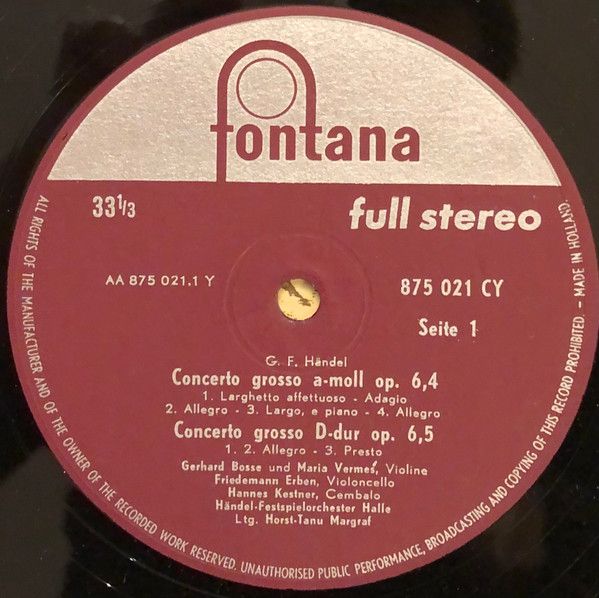 fontana
33 1/3
full stereo
AA 875 021.1 Y
875 021 CY
Seite 1
G. F. Händel
Concerto grosso a-moll op. 6,4
1. Larghetto affettuoso - Adagio
2. Allegro - 3. Largo, e piano - 4. Allegro
Concerto grosso D-dur op. 6,5
1. 2. Allegro - 3. Presto
Gerhard Bosse und Maria Vermes, Violine
Friedemann Erben, Violoncello
Hannes Kestner, Cembalo
Händel-Festspielorchester Halle
Ltg. Horst-Tanu Margraf
ALL RIGHTS OF THE MANUFACTURER AND OF THE OWNER OF THE RECORDED WORK RESERVED. UNAUTHORISED PUBLIC PERFORMANCE, BROADCASTING AND COPYING OF THIS RECORD PROHIBITED. - MADE IN HOLLAND.